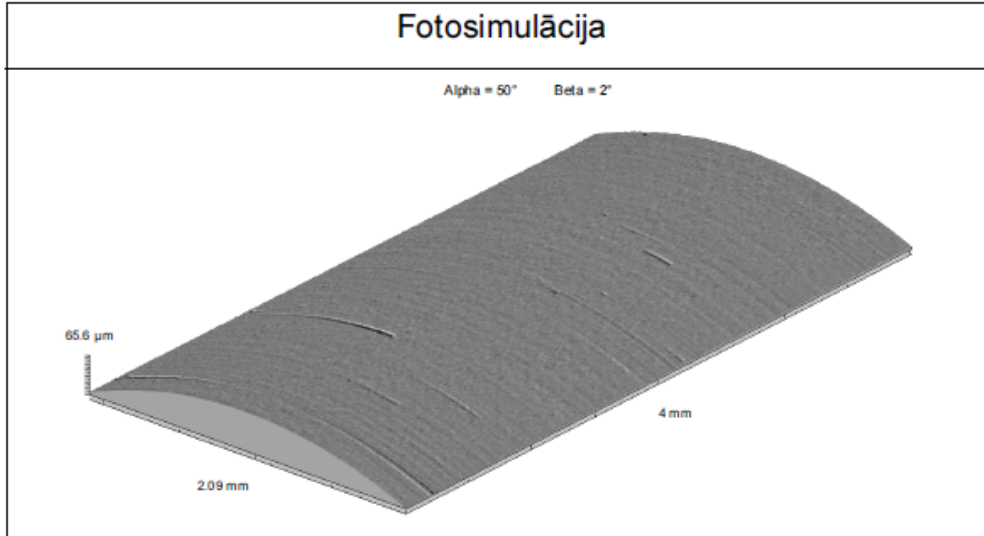 Fotosimulācija
Alpha = 50° Beta = 2°
65.6 µm
4 mm
2.09 mm